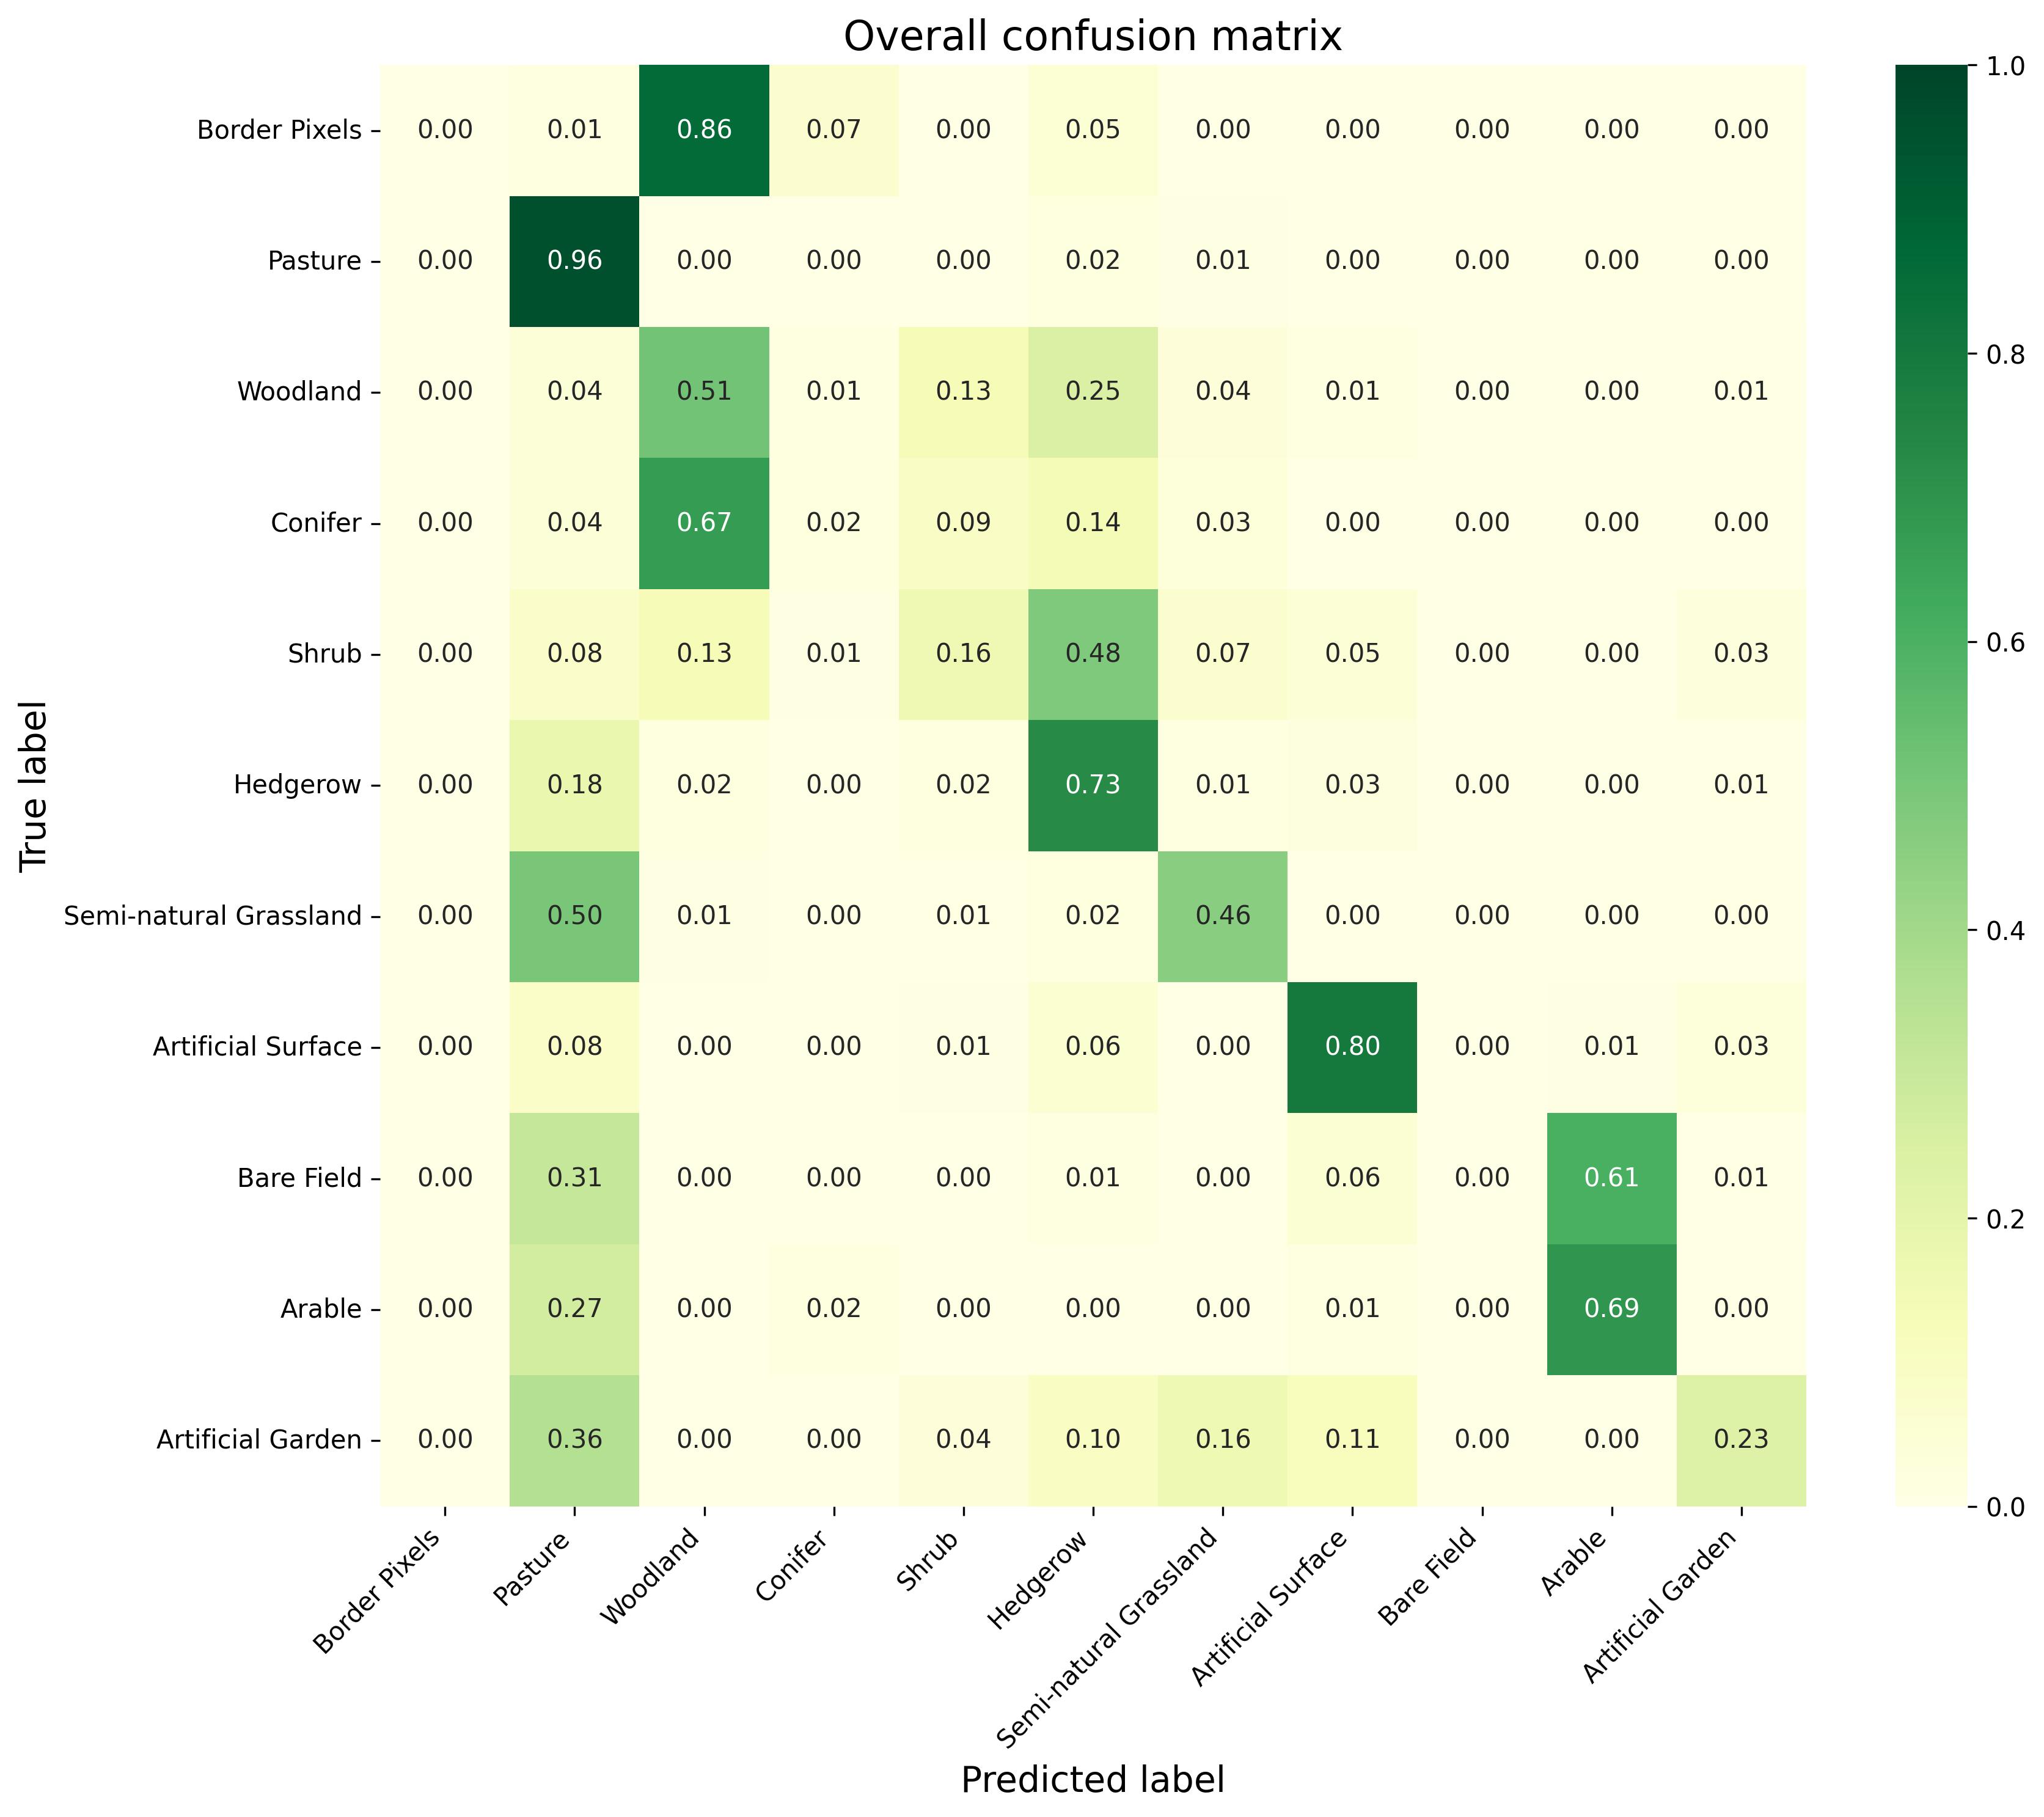 Overall confusion matrix
1.0
Border Pixels 0.00 0.01 0.86 0.07 0.00 0.05 0.00 0.00 0.00 0.00 0.00
Pasture 0.00 0.96 0.00 0.00 0.00 0.02 0.01 0.00 0.00 0.00 0.00
0.8
Woodland 0.00 0.04 0.51 0.01 0.13 0.25 0.04 0.01 0.00 0.00 0.01
Conifer 0.00 0.04 0.67 0.02 0.09 0.14 0.03 0.00 0.00 0.00 0.00
0.6
Shrub 0.00 0.08 0.13 0.01 0.16 0.48 0.07 0.05 0.00 0.00 0.03
True label
Hedgerow 0.00 0.18 0.02 0.00 0.02 0.73 0.01 0.03 0.00 0.00 0.01
Semi-natural Grassland 0.00 0.50 0.01 0.00 0.01 0.02 0.46 0.00 0.00 0.00 0.00
0.4
Artificial Surface 0.00 0.08 0.00 0.00 0.01 0.06 0.00 0.80 0.00 0.01 0.03
Bare Field 0.00 0.31 0.00 0.00 0.00 0.01 0.00 0.06 0.00 0.61 0.01
0.2
Arable 0.00 0.27 0.00 0.02 0.00 0.00 0.00 0.01 0.00 0.69 0.00
Artificial Garden 0.00 0.36 0.00 0.00 0.04 0.10 0.16 0.11 0.00 0.00 0.23
0.0
Border Pixels
Pasture
Woodland
Conifer
Shrub
Hedgerow
Semi-natural Grassland
Artificial Surface
Bare Field
Arable
Artificial Garden
Predicted label